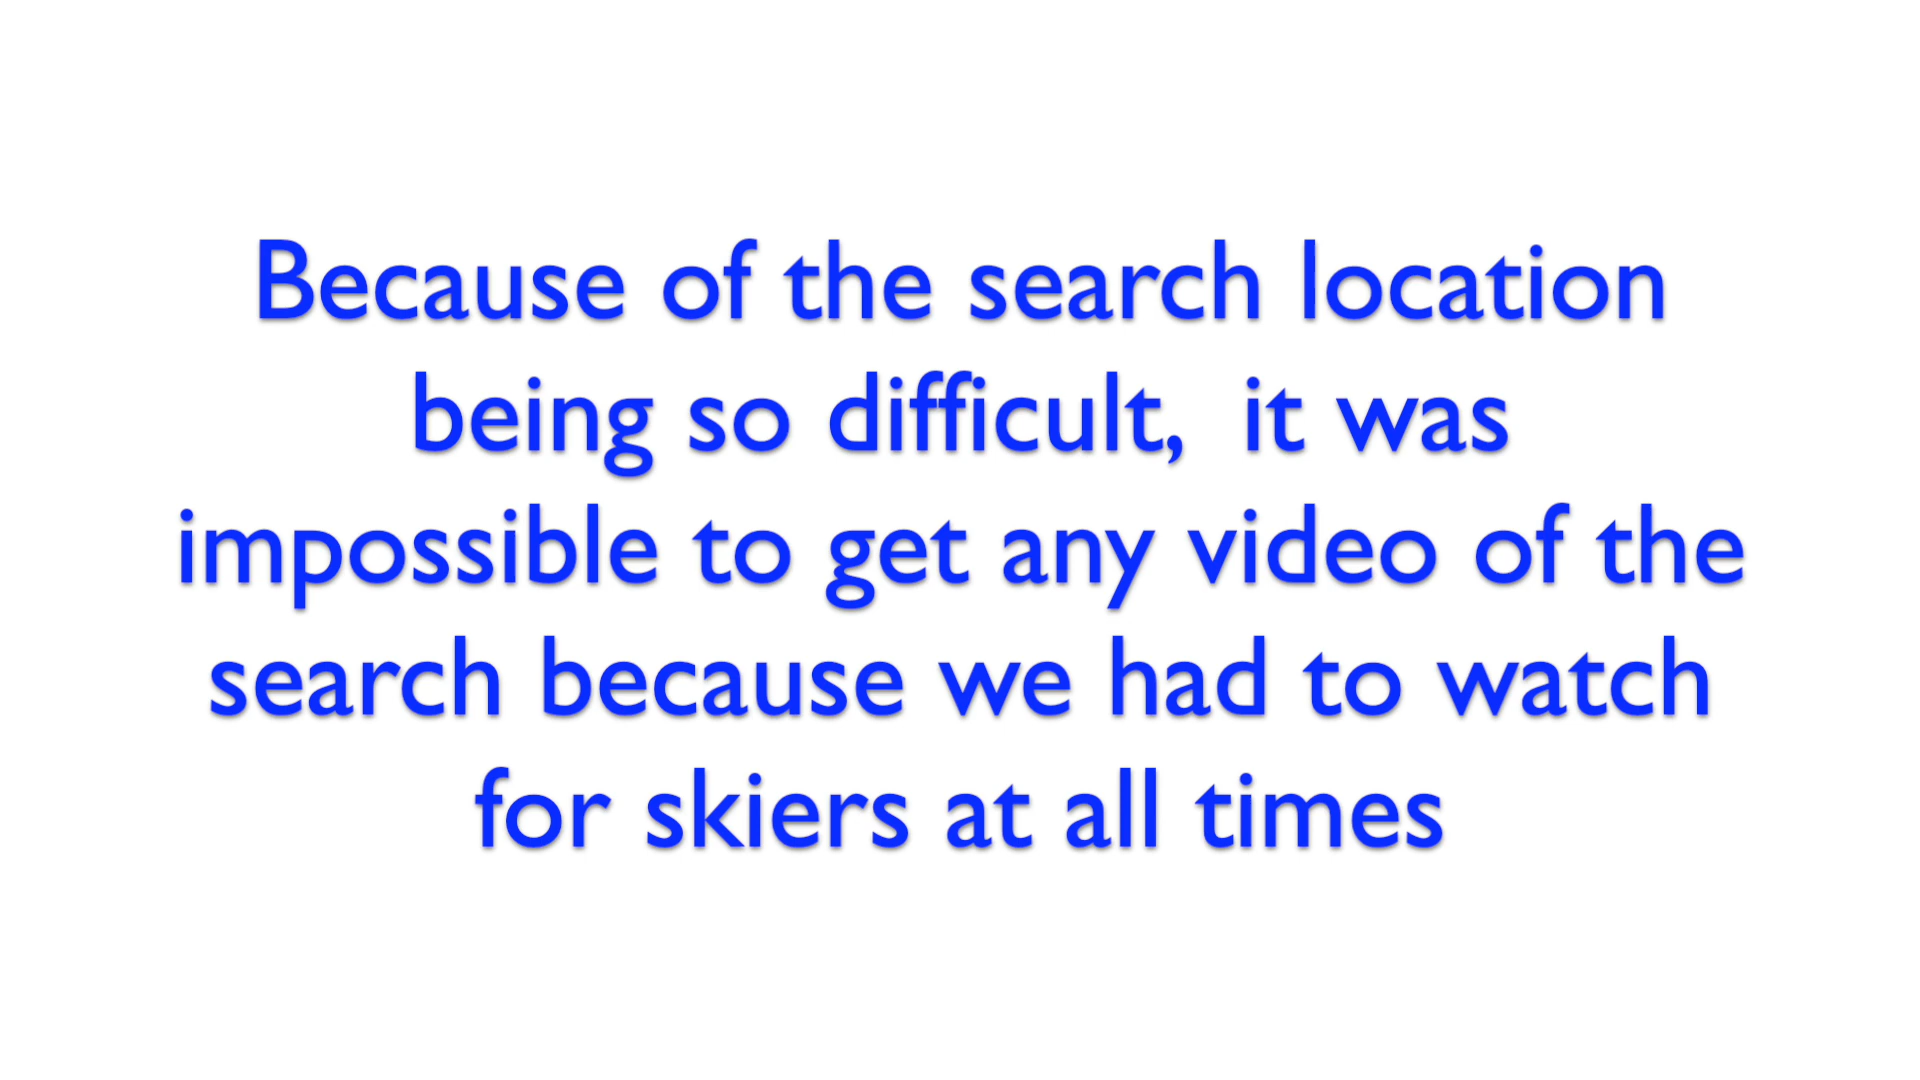 Because of the search location
being so difficult,  it was
impossible to get any video of the
search because we had to watch
for skiers at all times